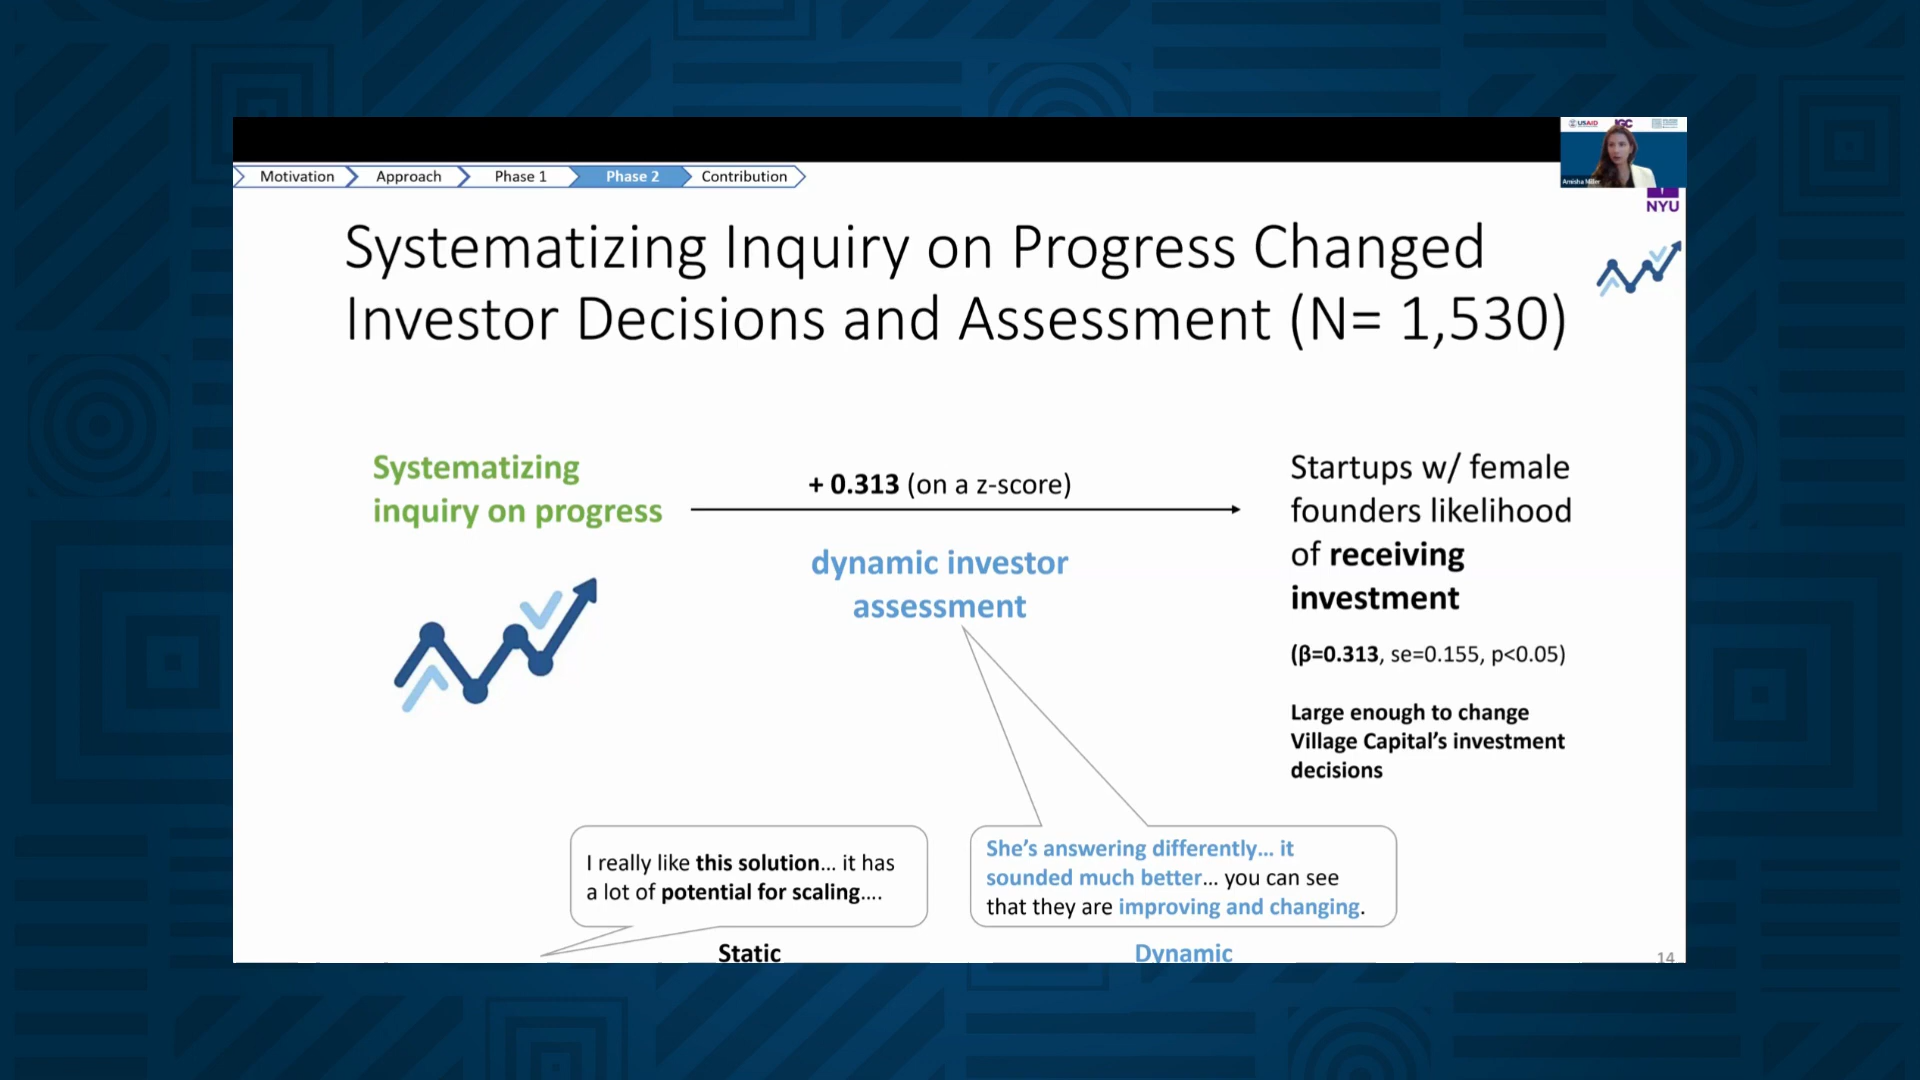 USAID
IGC
Amisha Miller
NYU
Motivation
Approach
Phase 1
Phase 2
Contribution
Systematizing Inquiry on Progress Changed
Investor Decisions and Assessment (N= 1,530)
Systematizing
inquiry on progress
+ 0.313 (on a z-score)
dynamic investor
assessment
Startups w/ female
founders likelihood
of receiving
investment
(β=0.313, se=0.155, p<0.05)
Large enough to change
Village Capital’s investment
decisions
I really like this solution… it has
a lot of potential for scaling….
Static
She’s answering differently… it
sounded much better… you can see
that they are improving and changing.
Dynamic
14